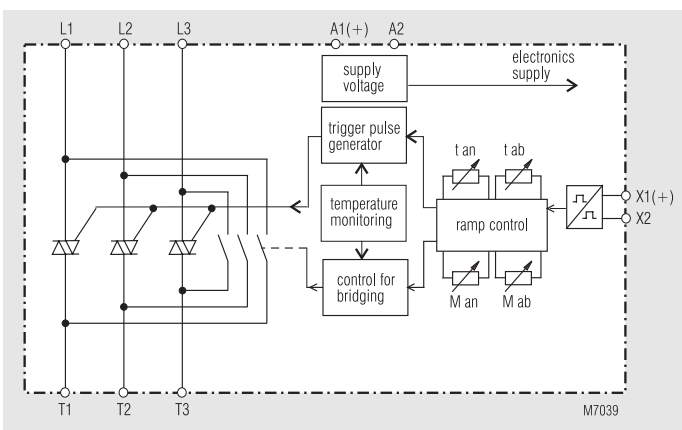 L1 L2 L3 A1(+) A2
supply
voltage
electronics
supply
trigger pulse
generator
t an t ab
temperature
monitoring
ramp control
X1(+)
X2
control for
bridging
M an M ab
T1 T2 T3
M7039